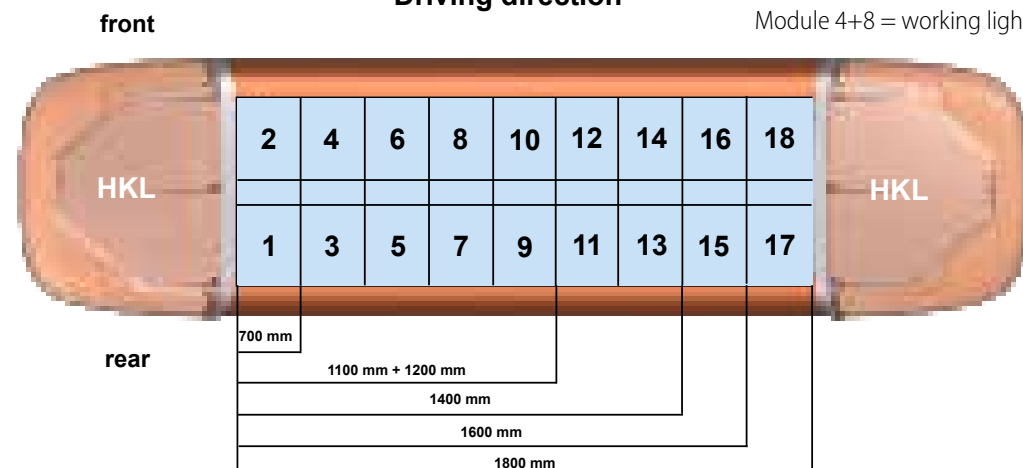 Driving direction
front
Module 4+8 = working ligh
2 4 6 8 10 12 14 16 18
HKL HKL
1 3 5 7 9 11 13 15 17
700 mm
rear
1100 mm + 1200 mm
1400 mm
1600 mm
1800 mm